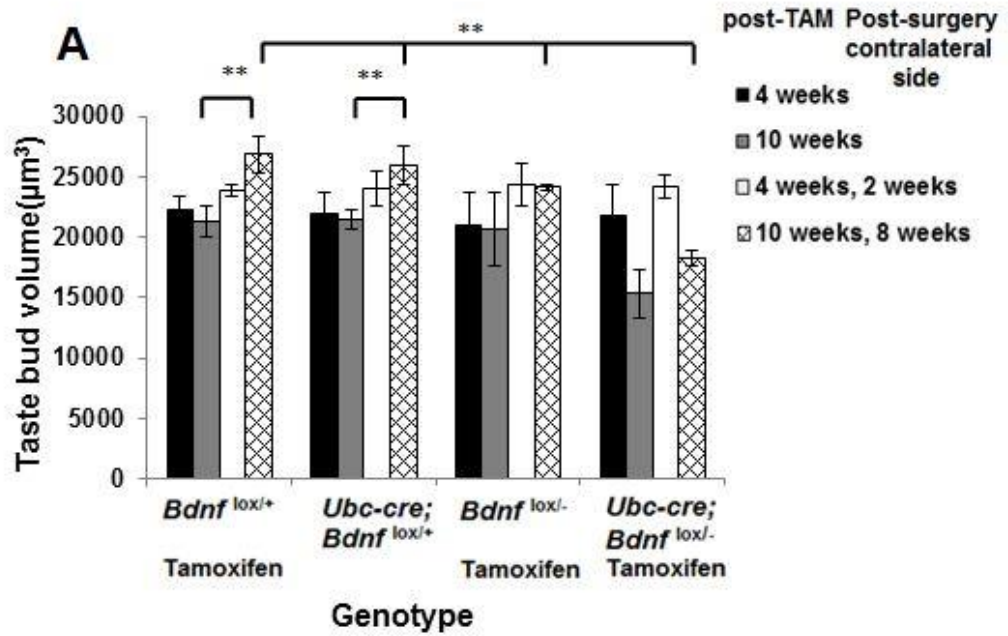 A
**
**
**
post-TAM Post-surgery
contralateral
side
4 weeks
10 weeks
4 weeks, 2 weeks
10 weeks, 8 weeks
Taste bud volume(µm³)
30000
25000
20000
15000
10000
5000
0
Bdnf lox/+
Ubc-cre;
Bdnf lox/+
Bdnf lox/-
Ubc-cre;
Bdnf lox/-
Tamoxifen
Tamoxifen
Tamoxifen
Genotype